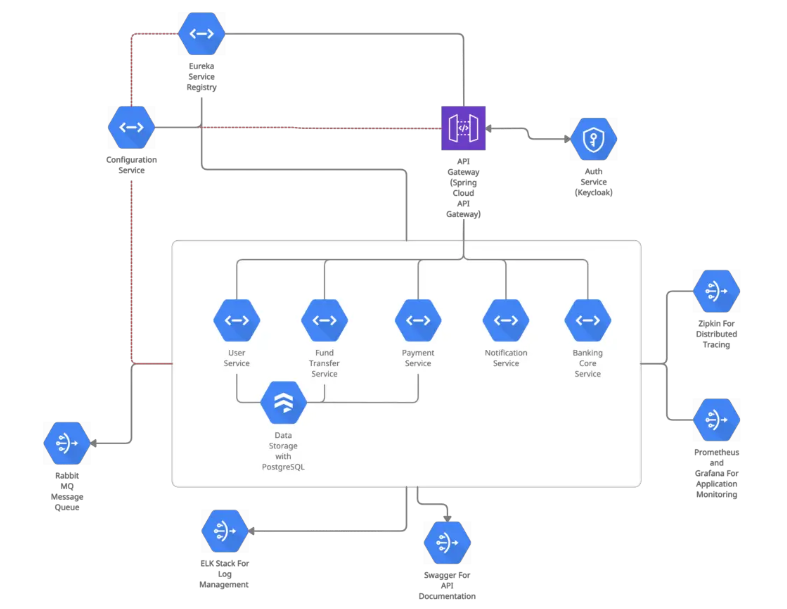 Eureka
Service
Registry
Configuration
Service
API
Gateway
(Spring
Cloud
API
Gateway)
Auth
Service
(Keycloak)
User
Service
Fund
Transfer
Service
Payment
Service
Notification
Service
Banking
Core
Service
Data
Storage
with
PostgreSQL
Zipkin For
Distributed
Tracing
Prometheus
and
Grafana For
Application
Monitoring
Rabbit
MQ
Message
Queue
ELK Stack For
Log
Management
Swagger For
API
Documentation